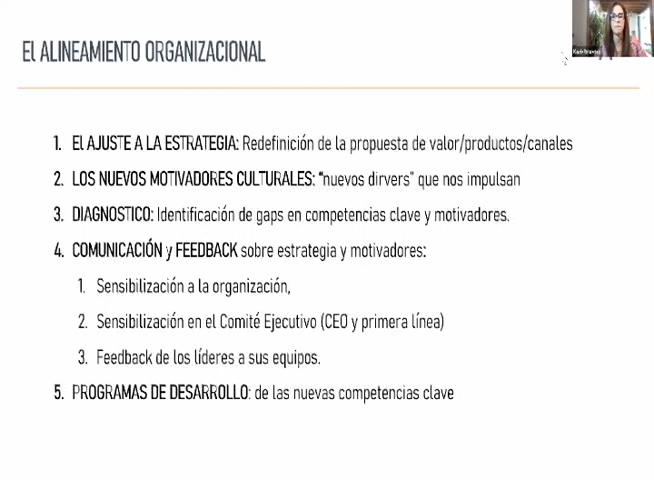 El ALINEAMIENTO ORGANIZACIONAL
1. El AJUSTE A LA ESTRATEGIA: Redefinición de la propuesta de valor/productos/canales
2. LOS NUEVOS MOTIVADORES CULTURALES: "nuevos dirvers" que nos impulsan
3. DIAGNOSTICO: Identificación de gaps en competencias clave y motivadores.
4. COMUNICACIÓN y FEEDBACK sobre estrategia y motivadores:
1. Sensibilización a la organización,
2. Sensibilización en el Comité Ejecutivo (CEO y primera línea)
3. Feedback de los líderes a sus equipos.
5. PROGRAMAS DE DESARROLLO: de las nuevas competencias clave